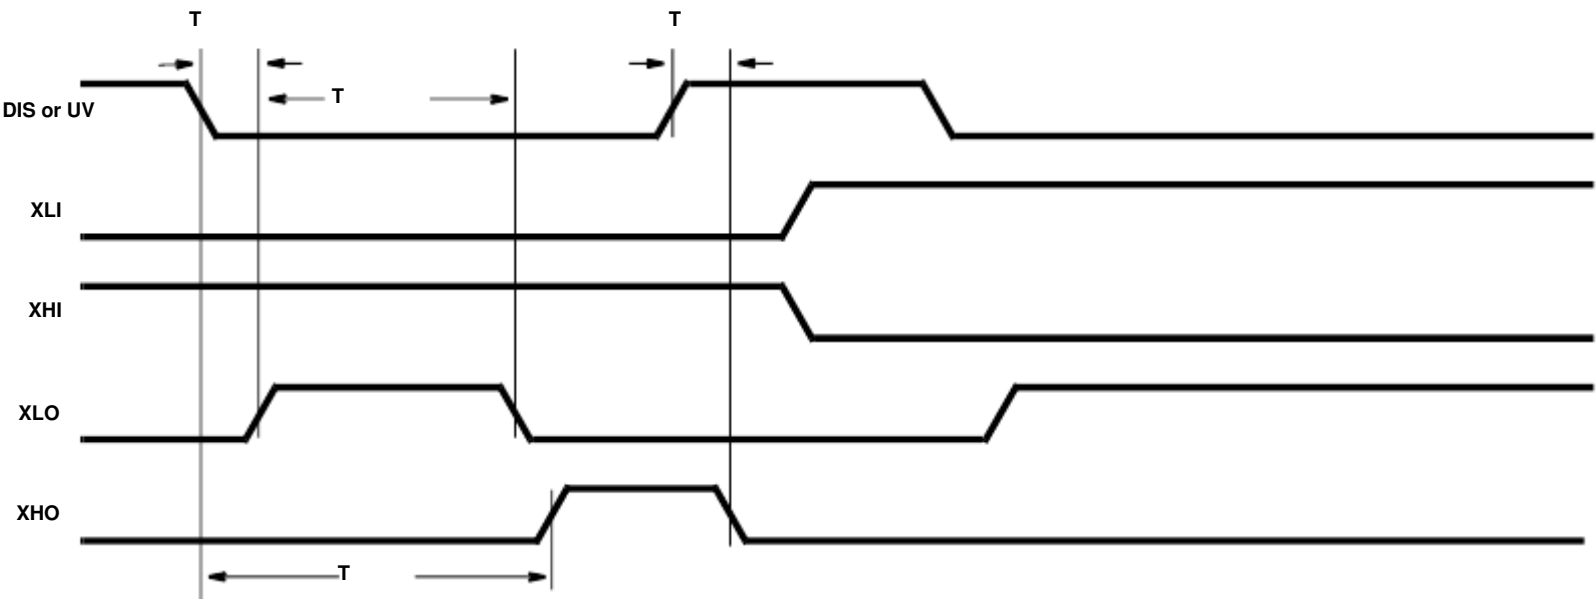 T
T
T
DIS or UV
XLI
XHI
XLO
XHO
T